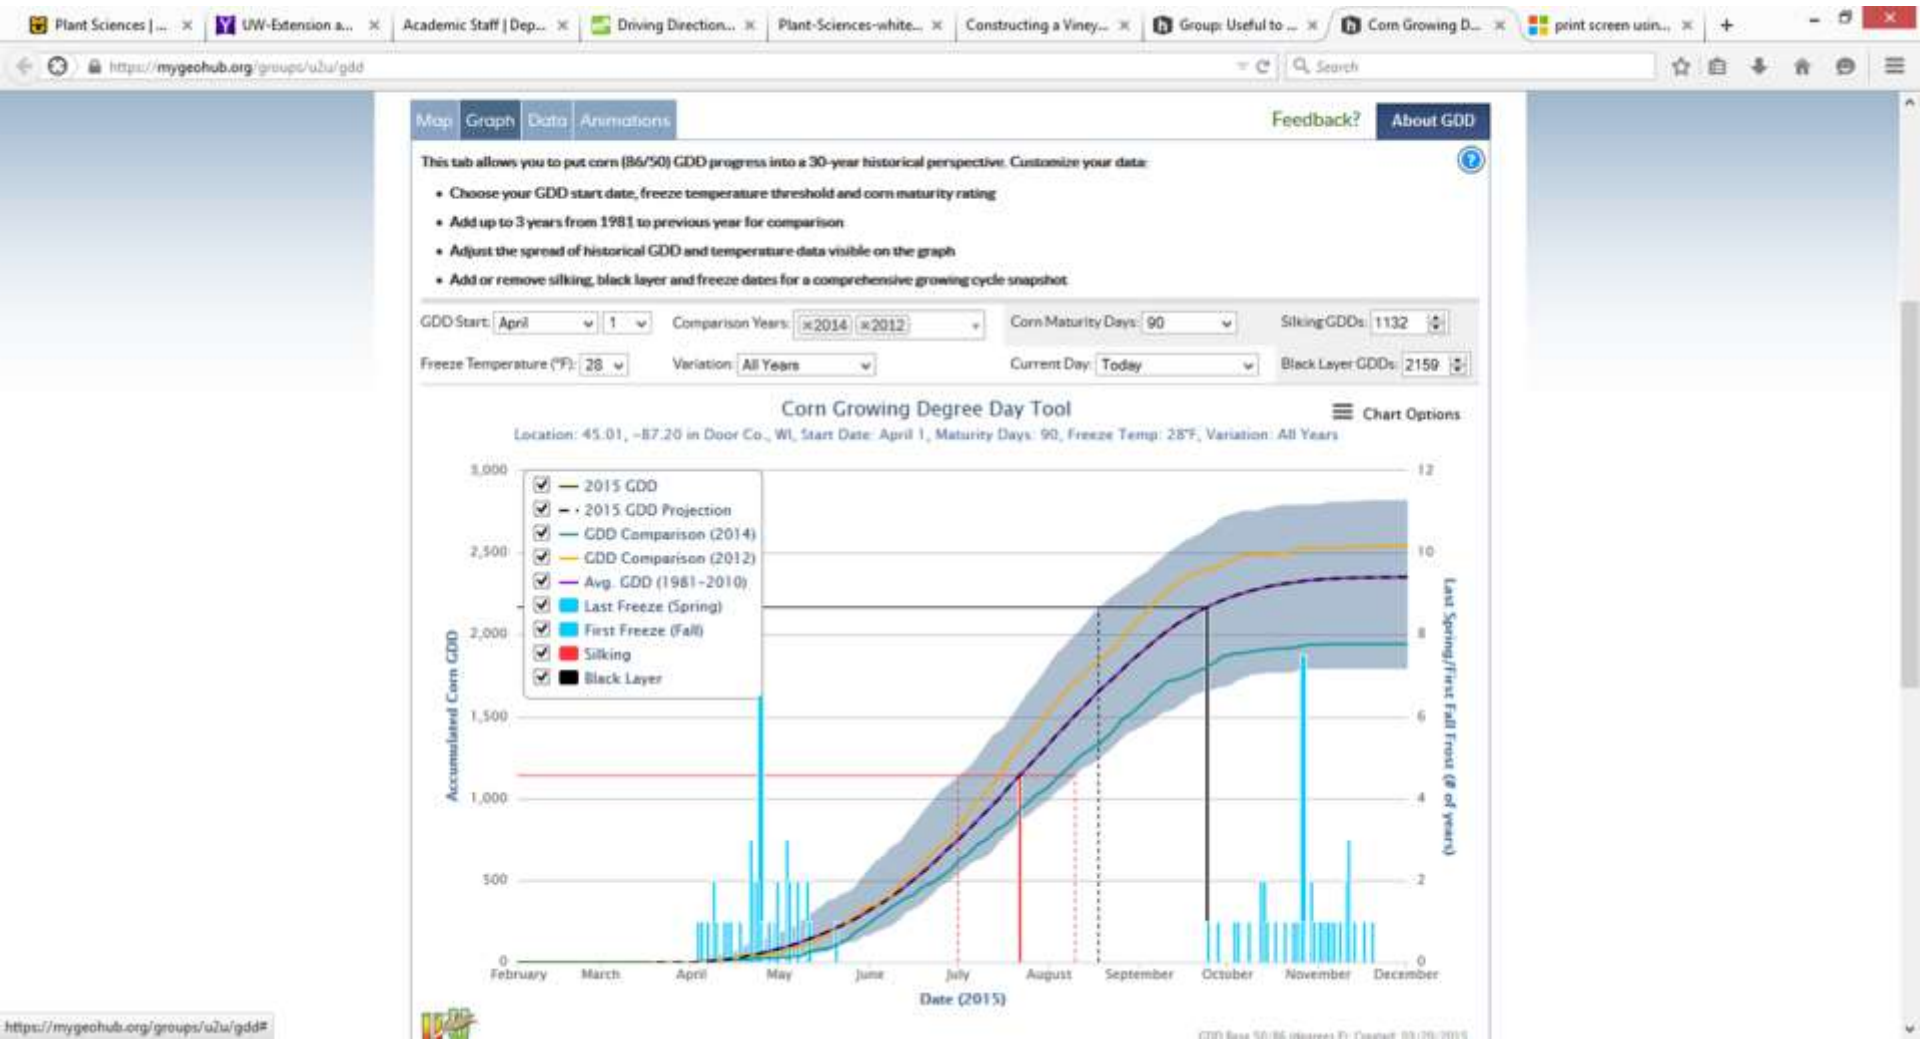 Plant Sciences | ...
UW-Extension a...
Academic Staff | Dep...
Driving Direction...
Plant-Sciences-white...
Constructing a Viney...
Group: Useful to ...
Corn Growing D...
print screen usin...
https://mygeohub.org/groups/u2u/gdd
Search
Map Graph Data Animations
Feedback?
About GDD
This tab allows you to put corn (86/50) GDD progress into a 30-year historical perspective. Customize your data:
• Choose your GDD start date, freeze temperature threshold and corn maturity rating
• Add up to 3 years from 1981 to previous year for comparison
• Adjust the spread of historical GDD and temperature data visible on the graph
• Add or remove silking, black layer and freeze dates for a comprehensive growing cycle snapshot
GDD Start: April 1 Comparison Years: ×2014 ×2012 Corn Maturity Days: 90 Silking GDDs: 1132
Freeze Temperature (°F): 28 Variation: All Years Current Day: Today Black Layer GDDs: 2159
Corn Growing Degree Day Tool
Chart Options
Location: 45.01, -87.20 in Door Co., WI, Start Date: April 1, Maturity Days: 90, Freeze Temp: 28°F, Variation: All Years
3,000
2,500
2,000
1,500
1,000
500
0
Accumulated Corn GDD
2015 GDD
2015 GDD Projection
GDD Comparison (2014)
GDD Comparison (2012)
Avg. GDD (1981-2010)
Last Freeze (Spring)
First Freeze (Fall)
Silking
Black Layer
12
10
8
6
4
2
0
Last Spring/First Fall Frost (# of years)
February March April May June July August September October November December
Date (2015)
GDD Base 50/86 (degrees F); Created: 03/20/2015
https://mygeohub.org/groups/u2u/gdd#